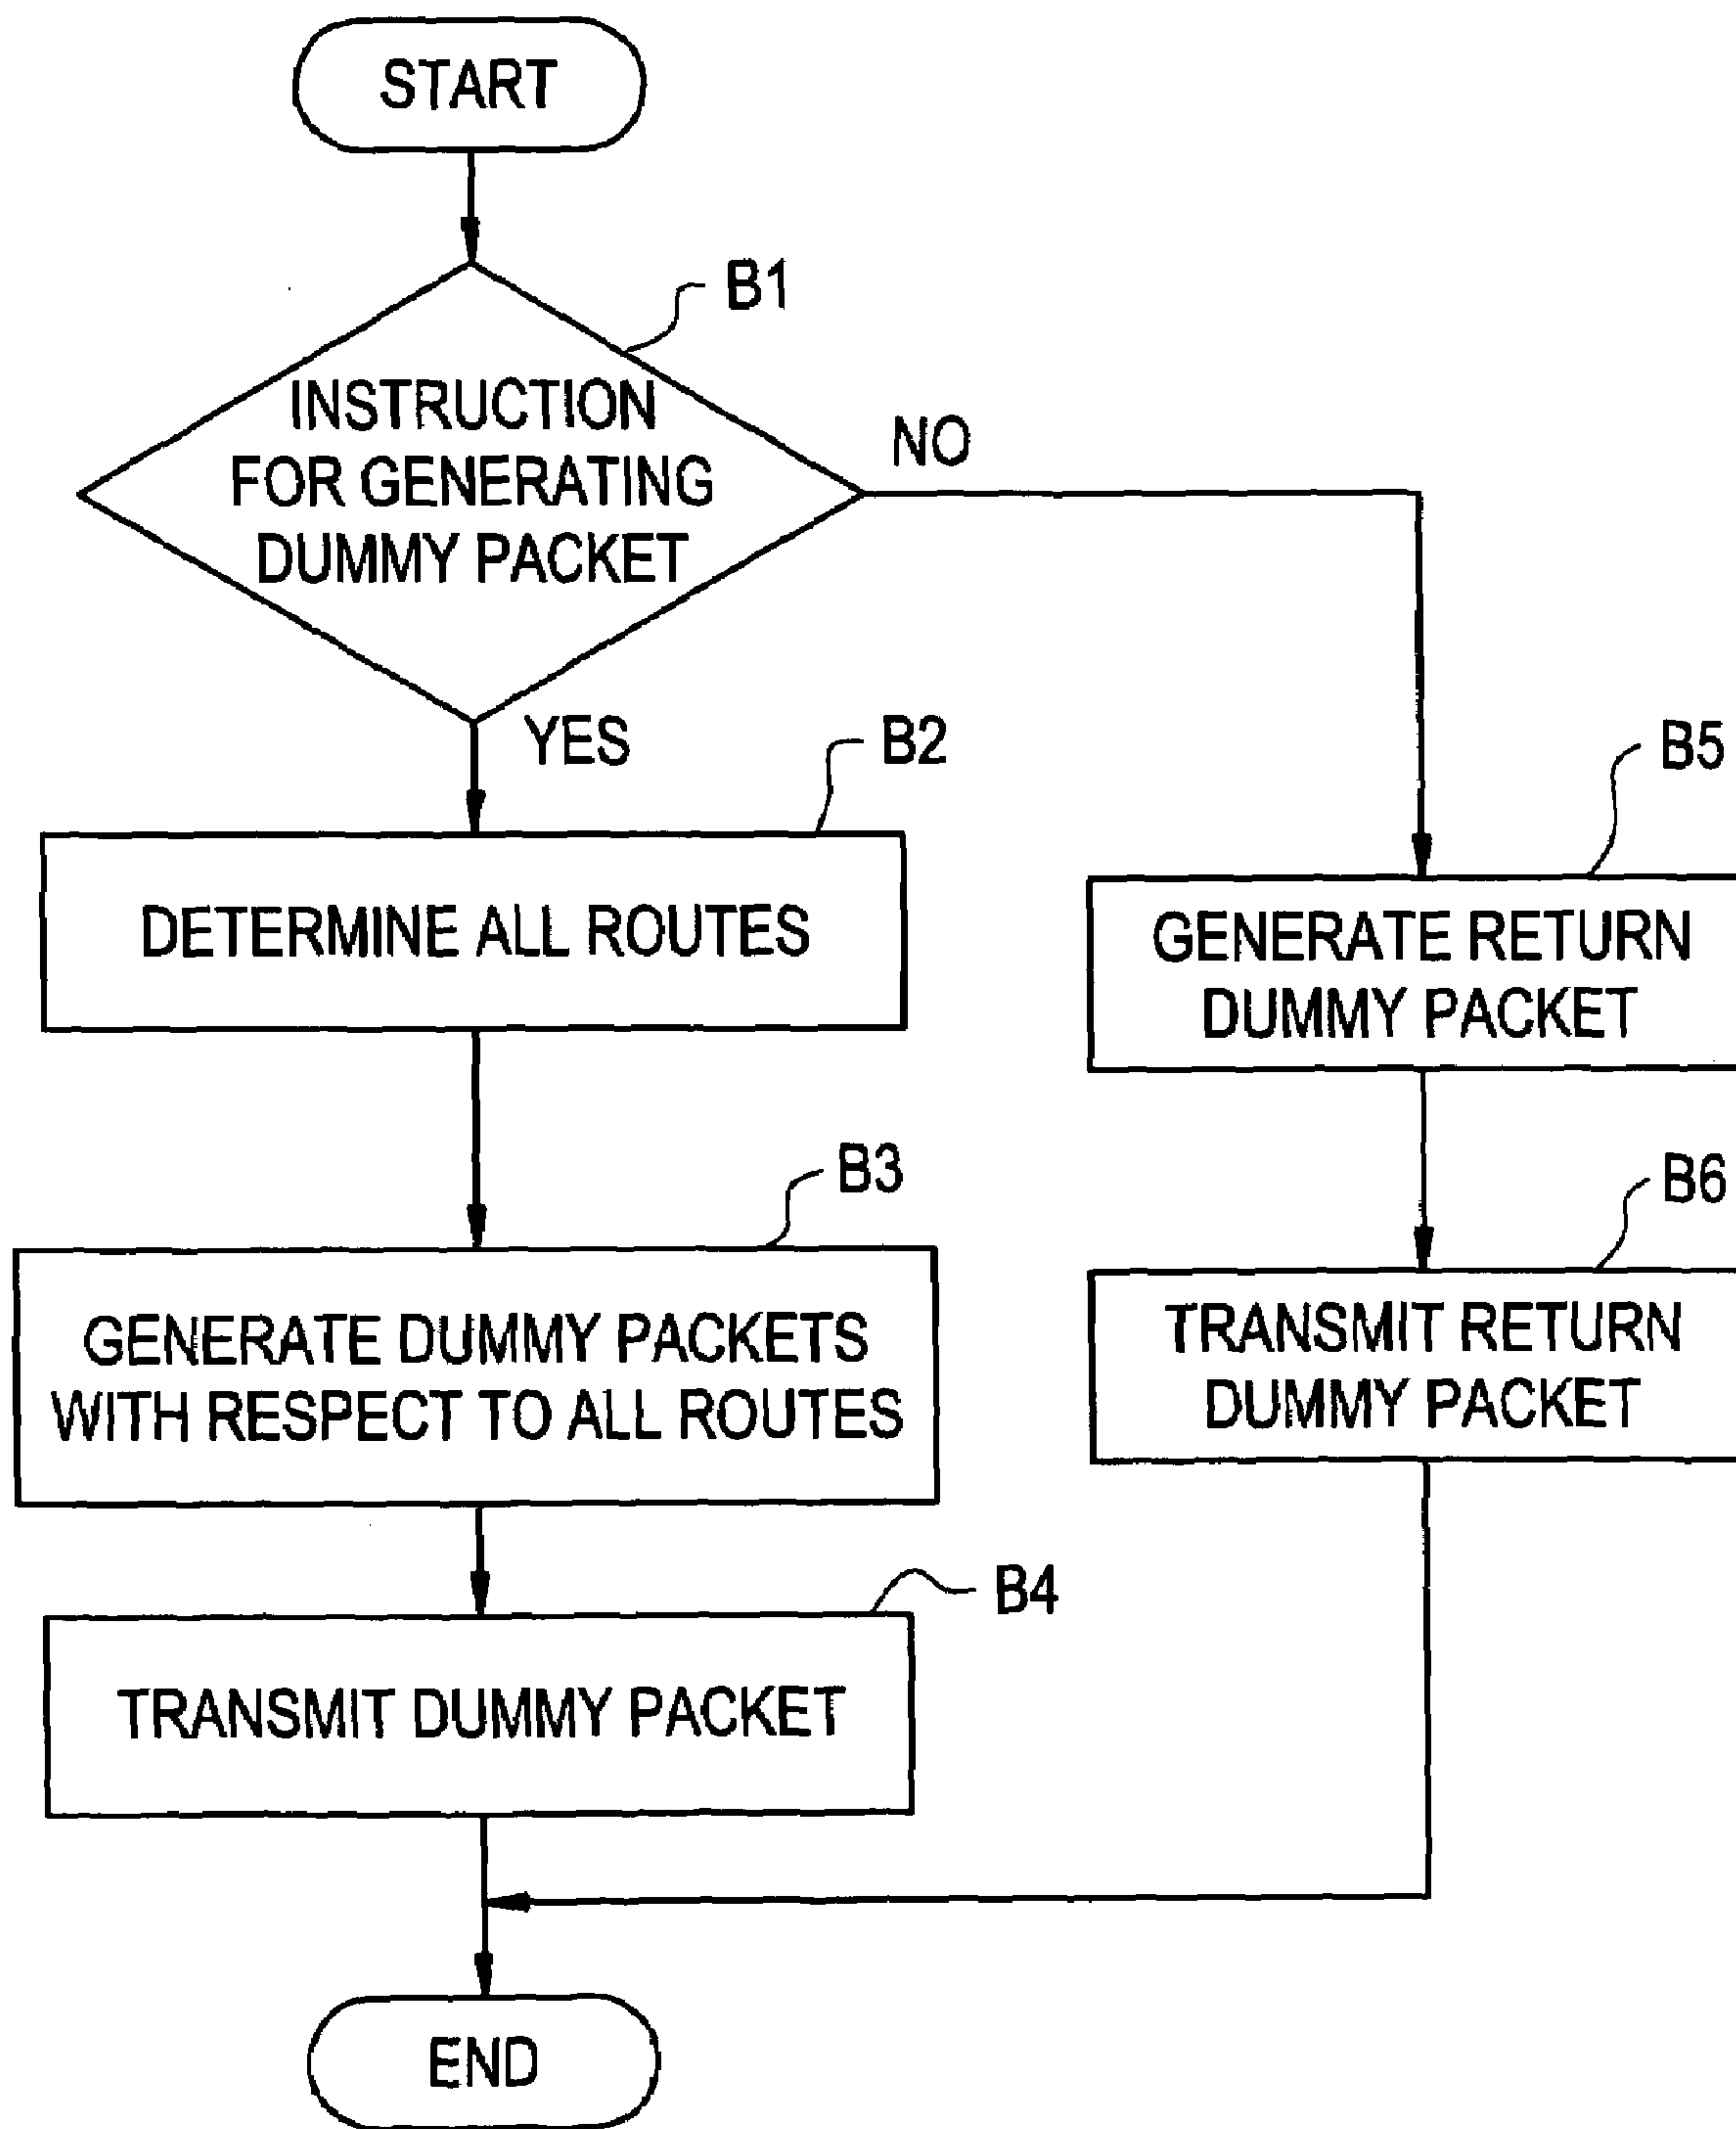 START
B1
INSTRUCTION
FOR GENERATING
DUMMY PACKET
NO
YES
B2
DETERMINE ALL ROUTES
B5
GENERATE RETURN
DUMMY PACKET
B3
GENERATE DUMMY PACKETS
WITH RESPECT TO ALL ROUTES
B6
TRANSMIT RETURN
DUMMY PACKET
B4
TRANSMIT DUMMY PACKET
END